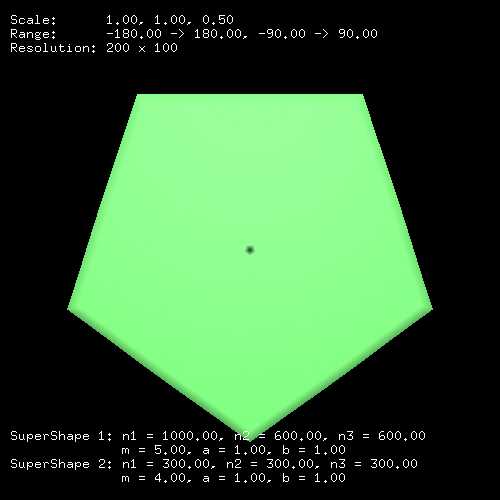 Scale: 1.00, 1.00, 0.50
Range: -180.00 -> 180.00, -90.00 -> 90.00
Resolution: 200 x 100
SuperShape 1: n1 = 1000.00, n2 = 600.00, n3 = 600.00
m = 5.00, a = 1.00, b = 1.00
SuperShape 2: n1 = 300.00, n2 = 300.00, n3 = 300.00
m = 4.00, a = 1.00, b = 1.00